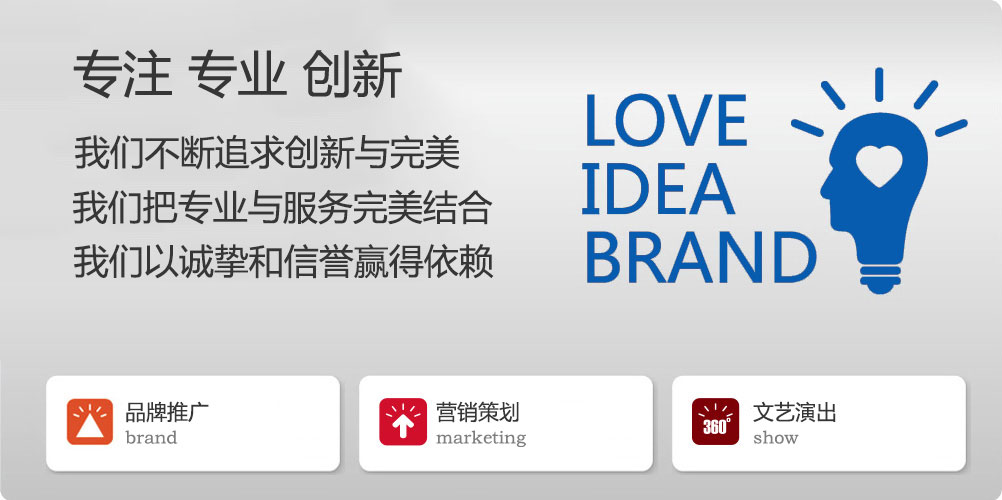 专注 专业 创新
我们不断追求创新与完美
我们把专业与服务完美结合
我们以诚挚和信誉赢得依赖
LOVE
IDEA
BRAND
品牌推广
brand
营销策划
marketing
360°
文艺演出
show